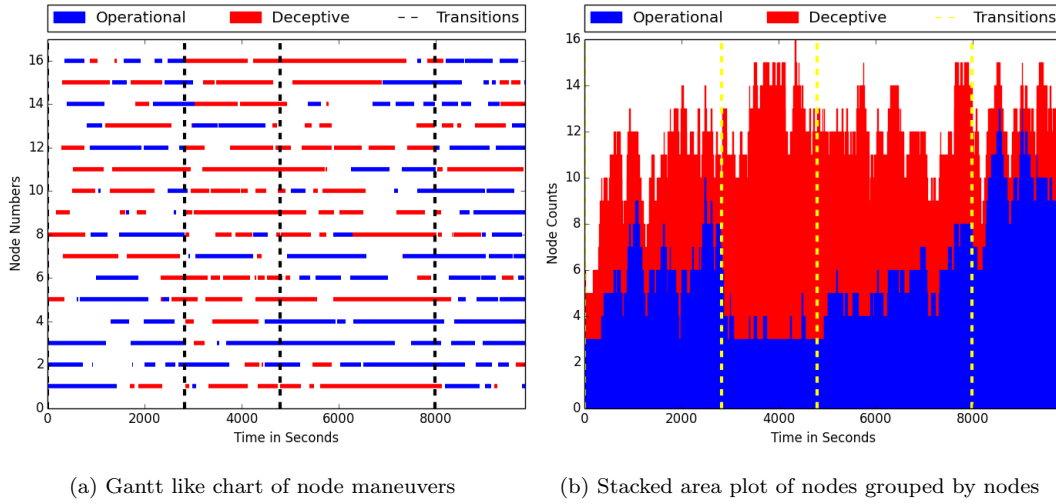 Operational Deceptive Transitions
16
14
12
10
8
6
4
2
0
Node Numbers
0 2000 4000 6000 8000
Time in Seconds
(a) Gantt like chart of node maneuvers
Operational Deceptive Transitions
16
14
12
10
8
6
4
2
0
Node Counts
0 2000 4000 6000 8000
Time in Seconds
(b) Stacked area plot of nodes grouped by nodes